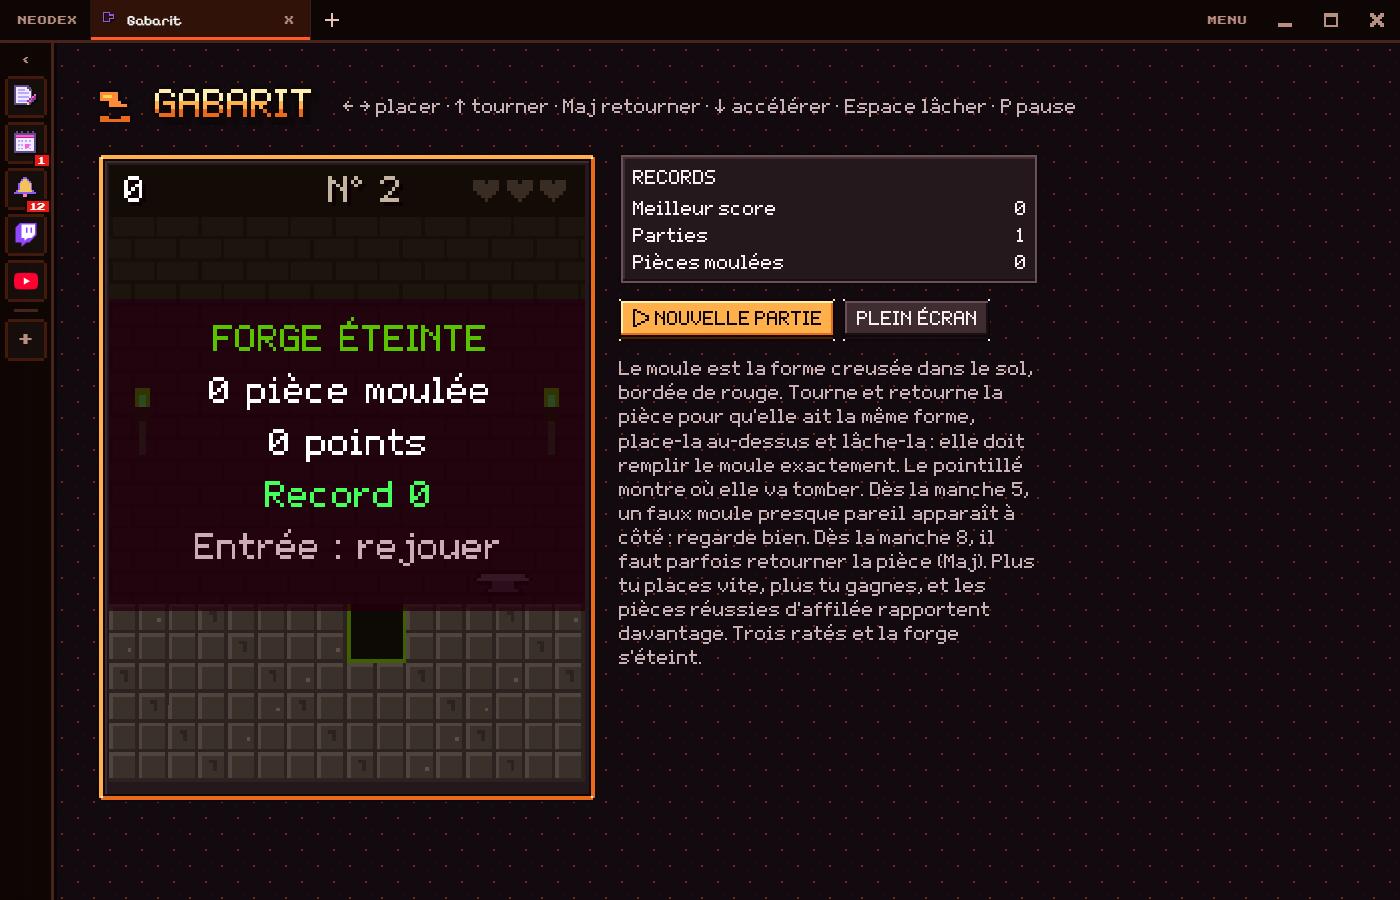 NEODEX
Gabarit
MENU
1
12
GABARIT
← → placer · ↑ tourner · Maj retourner · ↓ accélérer · Espace lâcher · P pause
0
N° 2
FORGE ÉTEINTE
0 pièce moulée
0 points
Record 0
Entrée : rejouer
RECORDS
Meilleur score 0
Parties 1
Pièces moulées 0
NOUVELLE PARTIE
PLEIN ÉCRAN
Le moule est la forme creusée dans le sol,
bordée de rouge. Tourne et retourne la
pièce pour qu'elle ait la même forme,
place-la au-dessus et lâche-la : elle doit
remplir le moule exactement. Le pointillé
montre où elle va tomber. Dès la manche 5,
un faux moule presque pareil apparaît à
côté : regarde bien. Dès la manche 8, il
faut parfois retourner la pièce (Maj). Plus
tu places vite, plus tu gagnes, et les
pièces réussies d'affilée rapportent
davantage. Trois ratés et la forge
s'éteint.